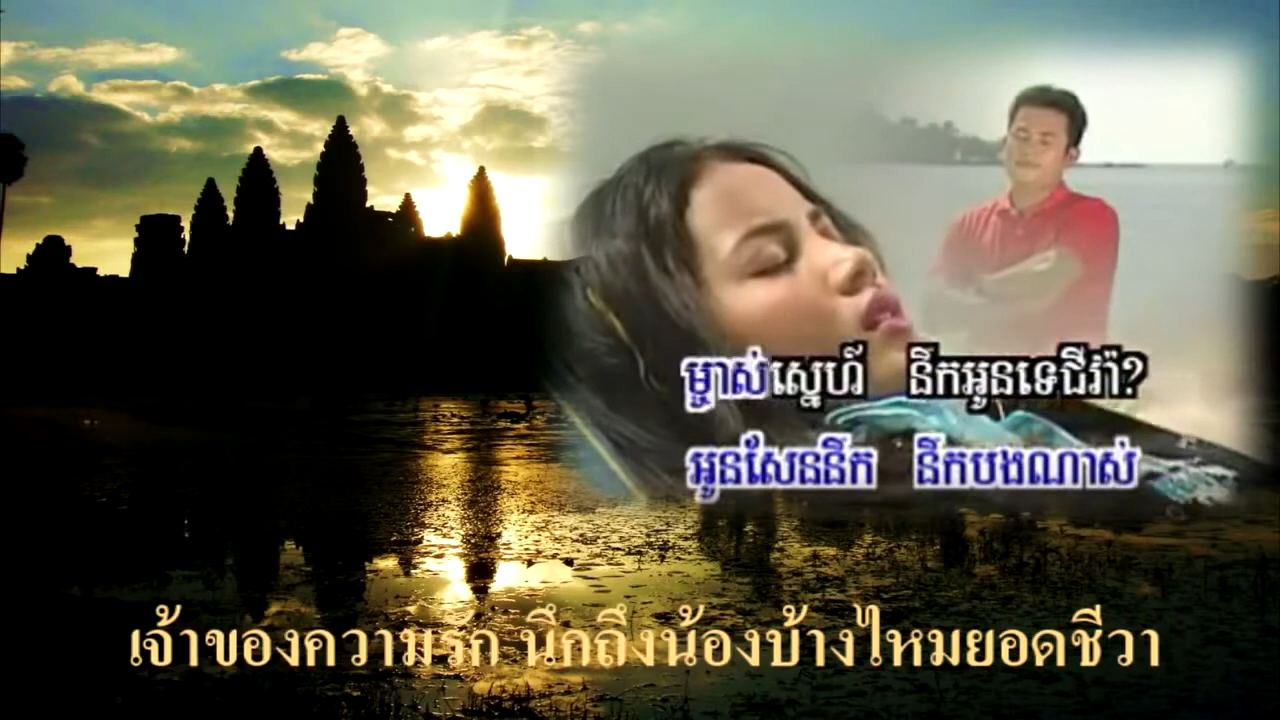 ម្ចាស់ស្នេហ៍ នឹកអូនទេជីវ៉ា?
អូនសែននឹក នឹកបងណាស់
เจ้าของความรัก นึกถึงน้องบ้างไหมยอดชีวา